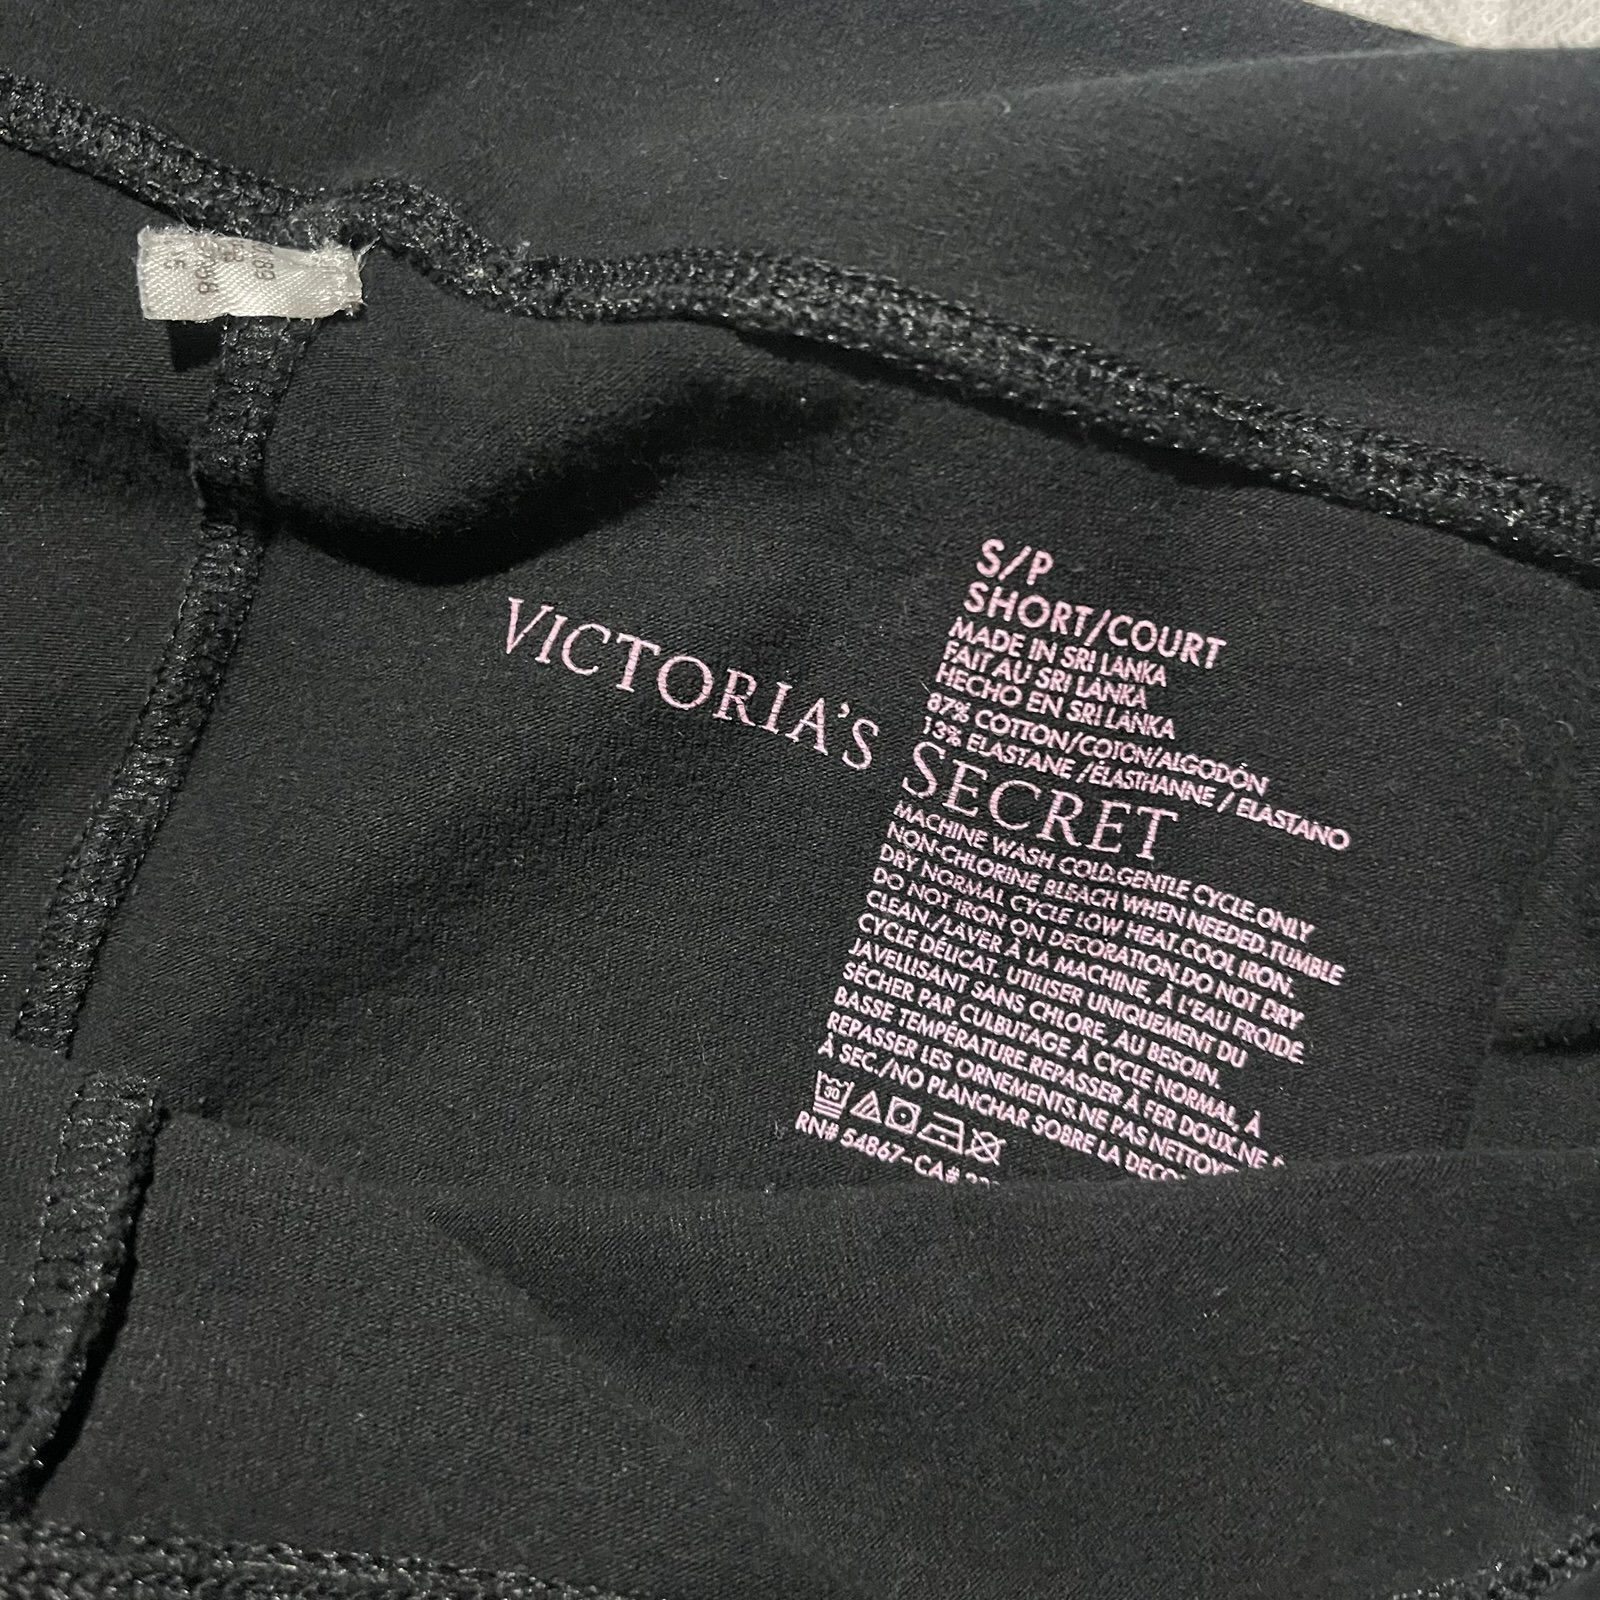 VICTORIA'S SECRET
S/P
SHORT/COURT
MADE IN SRI LANKA
FAIT AU SRI LANKA
HECHO EN SRI LANKA
87% COTTON/COTON/ALGODÓN
13% ELASTANE /ÉLASTHANNE / ELASTANO
MACHINE WASH COLD.GENTLE CYCLE.ONLY
NON-CHLORINE BLEACH WHEN NEEDED.TUMBLE
DRY NORMAL CYCLE LOW HEAT.COOL IRON.
DO NOT IRON ON DECORATION.DO NOT DRY
CLEAN./LAVER À LA MACHINE, À L'EAU FROIDE
CYCLE DÉLICAT. UTILISER UNIQUEMENT DU
JAVELLISANT SANS CHLORE, AU BESOIN.
SÉCHER PAR CULBUTAGE À CYCLE NORMAL, À
BASSE TEMPÉRATURE.REPASSER À FER DOUX.NE
REPASSER LES ORNEMENTS.NE PAS NETTOYE
À SEC./NO PLANCHAR SOBRE LA DECO
30
RN# 54867-CA#